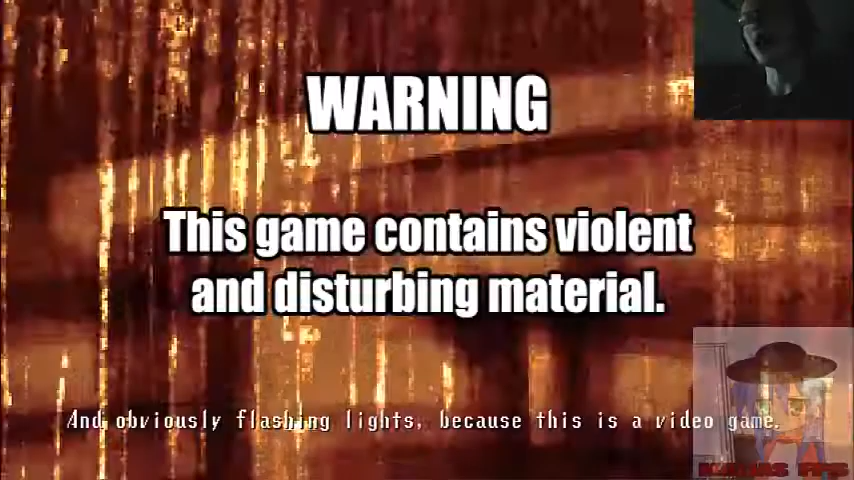 WARNING
This game contains violent
and disturbing material.
And obviously flashing lights, because this is a video game.